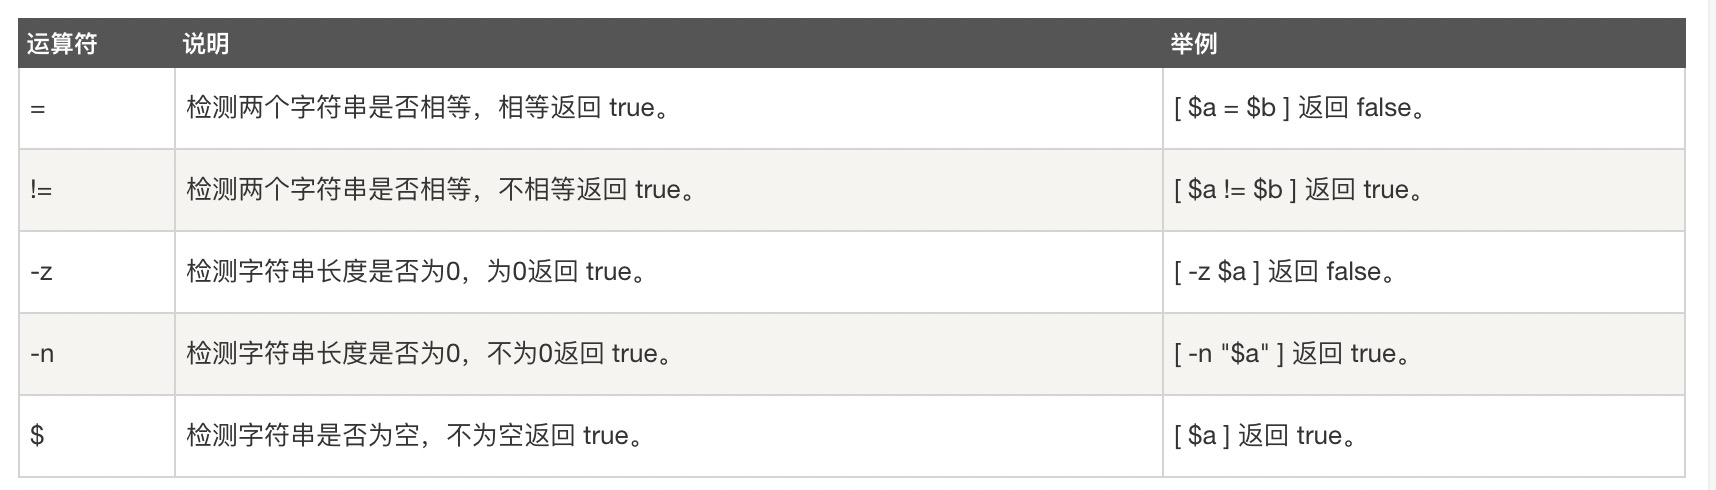 运算符 说明 举例
= 检测两个字符串是否相等，相等返回 true。 [ $a = $b ] 返回 false。
!= 检测两个字符串是否相等，不相等返回 true。 [ $a != $b ] 返回 true。
-z 检测字符串长度是否为0，为0返回 true。 [ -z $a ] 返回 false。
-n 检测字符串长度是否为0，不为0返回 true。 [ -n "$a" ] 返回 true。
$ 检测字符串是否为空，不为空返回 true。 [ $a ] 返回 true。